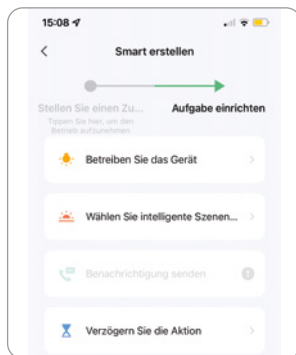 15:08
Smart erstellen
Stellen Sie einen Zu...
Aufgabe einrichten
Tippen Sie hier, um den
Betrieb aufzunehmen
Betreiben Sie das Gerät
Wählen Sie intelligente Szenen...
Benachrichtigung senden
Verzögern Sie die Aktion